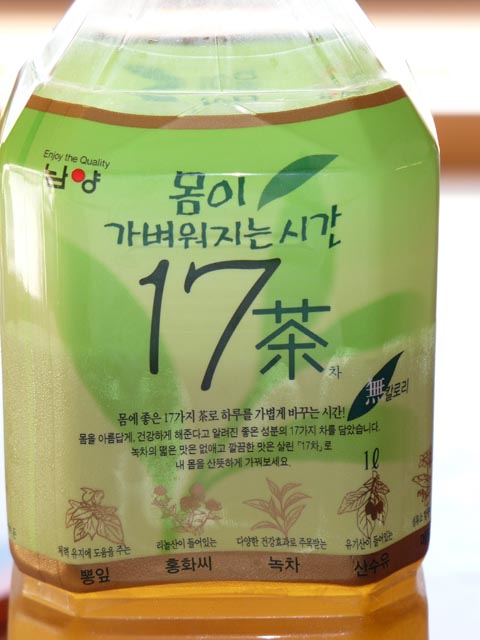 Enjoy the Quality
남양
몸이
가벼워지는 시간
17茶
차
無칼로리
몸에 좋은 17가지 茶로 하루를 가볍게 바꾸는 시간!
몸을 아름답게, 건강하게 해준다고 알려진 좋은 성분의 17가지 차를 담았습니다.
녹차의 떫은 맛은 없애고 깔끔한 맛은 살린 「17차」로
내 몸을 산뜻하게 가꿔보세요.
1ℓ
체력 유지에 도움을 주는
뽕잎
리놀산이 들어있는
홍화씨
다양한 건강효과로 주목받는
녹차
유기산이 들어있는
산수유